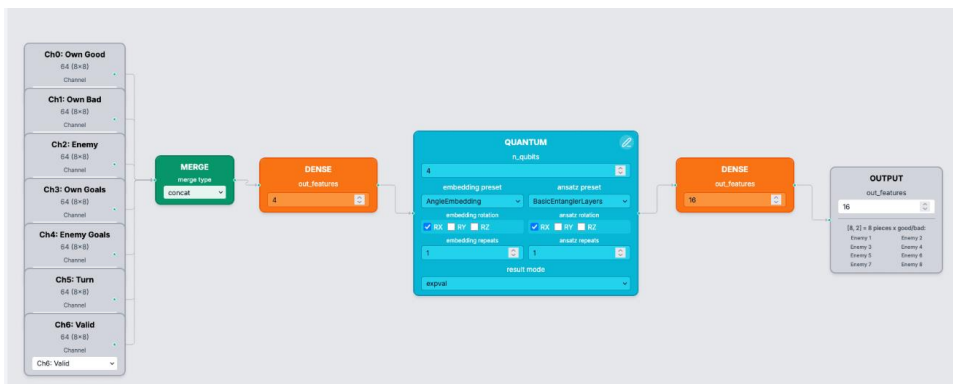 Ch0: Own Good
64 (8×8)
Channel
Ch1: Own Bad
64 (8×8)
Channel
Ch2: Enemy
64 (8×8)
Channel
Ch3: Own Goals
64 (8×8)
Channel
Ch4: Enemy Goals
64 (8×8)
Channel
Ch5: Turn
64 (8×8)
Channel
Ch6: Valid
64 (8×8)
Channel
Ch6: Valid
MERGE
merge type
concat
DENSE
out_features
4
QUANTUM
n_qubits
4
embedding preset ansatz preset
AngleEmbedding BasicEntanglerLayers
embedding rotation ansatz rotation
RX RY RZ RX RY RZ
embedding repeats ansatz repeats
1 1
result mode
expval
DENSE
out_features
16
OUTPUT
out_features
16
[8, 2] = 8 pieces x good/bad:
Enemy 1 Enemy 2
Enemy 3 Enemy 4
Enemy 5 Enemy 6
Enemy 7 Enemy 8